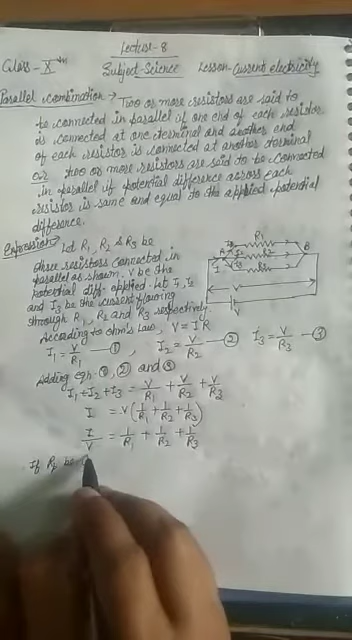 Lecture-8
Class-Xth Subject-Science Lesson-Current electricity
Parallel combination → Two or more resistors are said to
be connected in parallel if one end of each resistor
is connected at one terminal and another end
of each resistor is connected at another terminal
or two or more resistors are said to be connected
in parallel if potential difference across each
resistor is same and equal to the applied potential
difference.
Expression → Let R1, R2 & R3 be
three resistors connected in
parallel as shown. V be the
potential diff. applied. Let I1, I2
and I3 be the current flowing
through R1, R2 and R3 respectively.
R1
A
B
I
I2
I3
R2
R3
V
V
According to ohm's law, V = IR
I1 = V/R1 —①, I2 = V/R2 —② I3 = V/R3 —③
Adding eqn. ①, ② and ③
I1 + I2 + I3 = V/R1 + V/R2 + V/R3
I = V(1/R1 + 1/R2 + 1/R3)
I/V = 1/R1 + 1/R2 + 1/R3
If Rp be